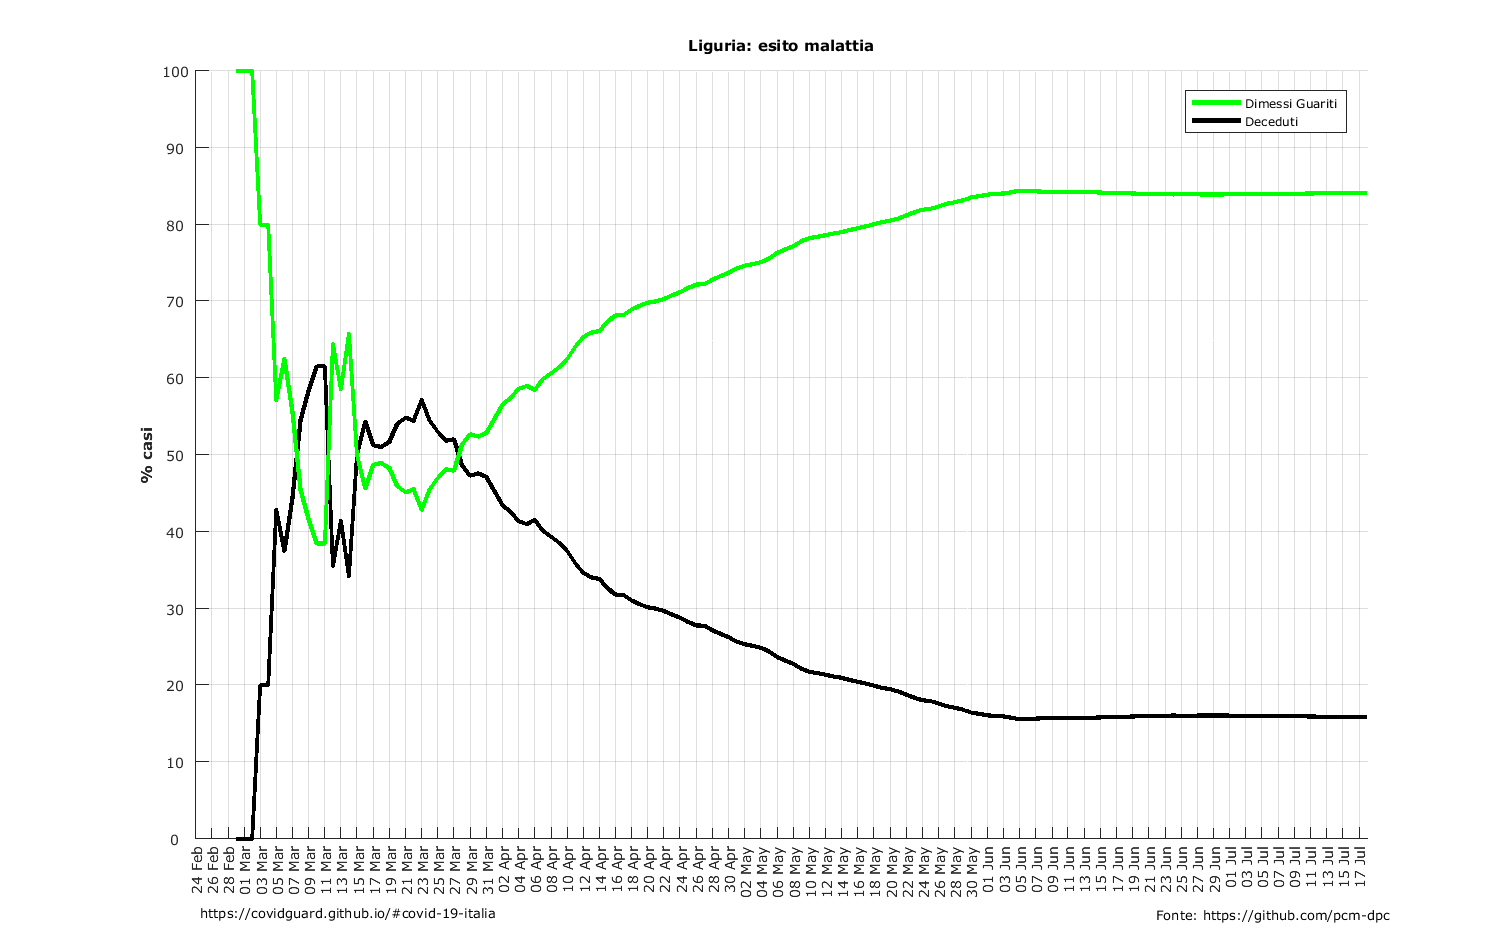 Liguria: esito malattia
Dimessi Guariti
Deceduti
% casi
100
90
80
70
60
50
40
30
20
10
0
24 Feb
26 Feb
28 Feb
01 Mar
03 Mar
05 Mar
07 Mar
09 Mar
11 Mar
13 Mar
15 Mar
17 Mar
19 Mar
21 Mar
23 Mar
25 Mar
27 Mar
29 Mar
31 Mar
02 Apr
04 Apr
06 Apr
08 Apr
10 Apr
12 Apr
14 Apr
16 Apr
18 Apr
20 Apr
22 Apr
24 Apr
26 Apr
28 Apr
30 Apr
02 May
04 May
06 May
08 May
10 May
12 May
14 May
16 May
18 May
20 May
22 May
24 May
26 May
28 May
30 May
01 Jun
03 Jun
05 Jun
07 Jun
09 Jun
11 Jun
13 Jun
15 Jun
17 Jun
19 Jun
21 Jun
23 Jun
25 Jun
27 Jun
29 Jun
01 Jul
03 Jul
05 Jul
07 Jul
09 Jul
11 Jul
13 Jul
15 Jul
17 Jul
https://covidguard.github.io/#covid-19-italia
Fonte: https://github.com/pcm-dpc